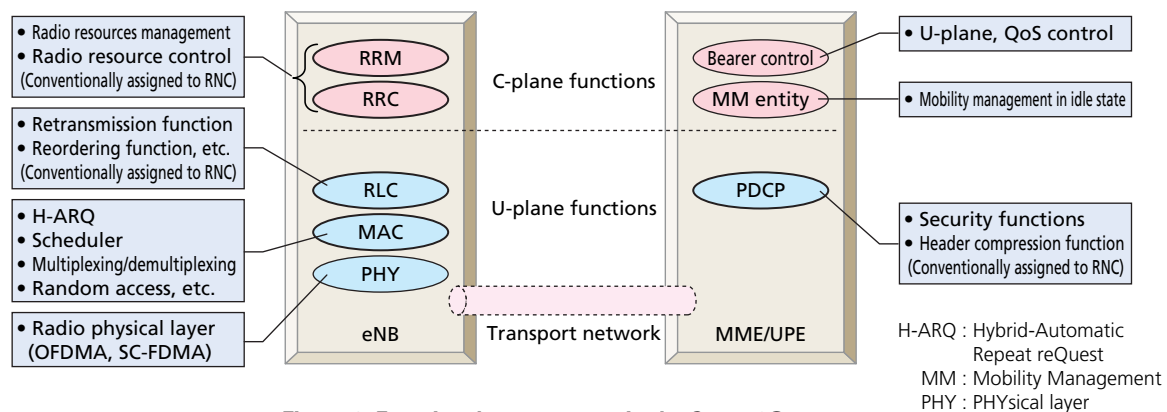 • Radio resources management
• Radio resource control
(Conventionally assigned to RNC)
• Retransmission function
• Reordering function, etc.
(Conventionally assigned to RNC)
• H-ARQ
• Scheduler
• Multiplexing/demultiplexing
• Random access, etc.
• Radio physical layer
(OFDMA, SC-FDMA)
RRM
RRC
RLC
MAC
PHY
eNB
C-plane functions
U-plane functions
Transport network
Bearer control
MM entity
PDCP
MME/UPE
• U-plane, QoS control
• Mobility management in idle state
• Security functions
• Header compression function
(Conventionally assigned to RNC)
H-ARQ : Hybrid-Automatic
Repeat reQuest
MM : Mobility Management
PHY : PHYsical layer